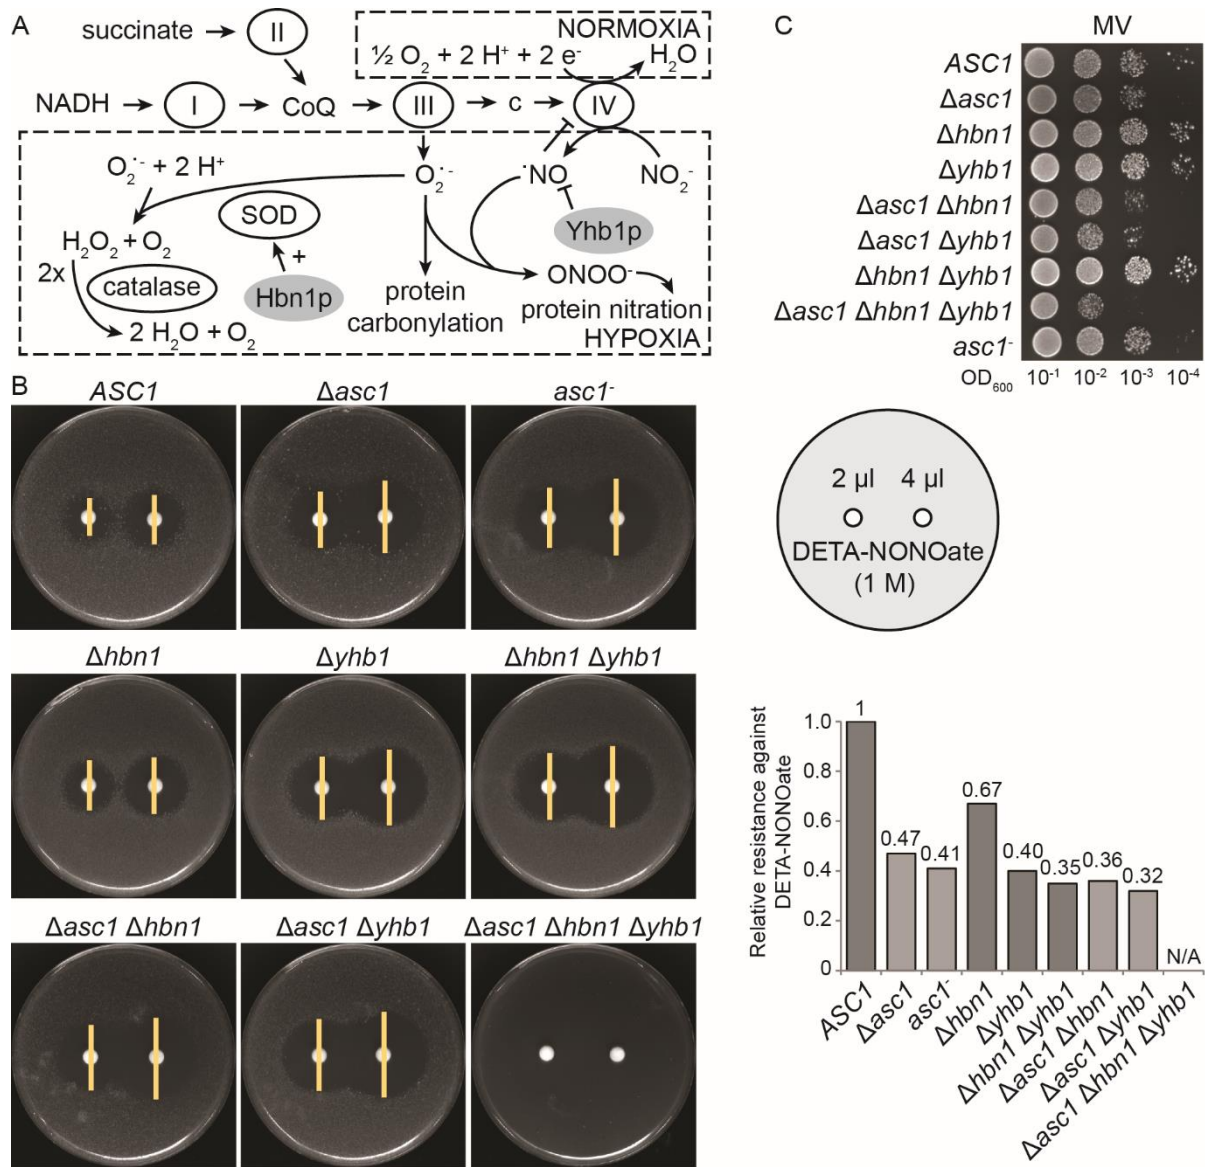 A
succinate
II
NORMOXIA
½ O₂ + 2 H⁺ + 2 e⁻
H₂O
NADH
I
CoQ
III
c
IV
O₂˙⁻ + 2 H⁺
O₂˙⁻
˙NO
NO₂⁻
SOD
Yhb1p
H₂O₂ + O₂
+
2x
catalase
Hbn1p
ONOO⁻
protein
carbonylation
protein nitration
2 H₂O + O₂
HYPOXIA
C
MV
ASC1
Δasc1
Δhbn1
Δyhb1
Δasc1 Δhbn1
Δasc1 Δyhb1
Δhbn1 Δyhb1
Δasc1 Δhbn1 Δyhb1
asc1⁻
OD₆₀₀ 10⁻¹ 10⁻² 10⁻³ 10⁻⁴
B
ASC1
Δasc1
asc1⁻
Δhbn1
Δyhb1
Δhbn1 Δyhb1
Δasc1 Δhbn1
Δasc1 Δyhb1
Δasc1 Δhbn1 Δyhb1
2 µl 4 µl
DETA-NONOate
(1 M)
Relative resistance against
DETA-NONOate
1.0
0.8
0.6
0.4
0.2
0
1
0.47
0.41
0.67
0.40
0.35
0.36
0.32
N/A
ASC1
Δasc1
asc1⁻
Δhbn1
Δyhb1
Δhbn1 Δyhb1
Δasc1 Δhbn1
Δasc1 Δyhb1
Δasc1 Δhbn1 Δyhb1